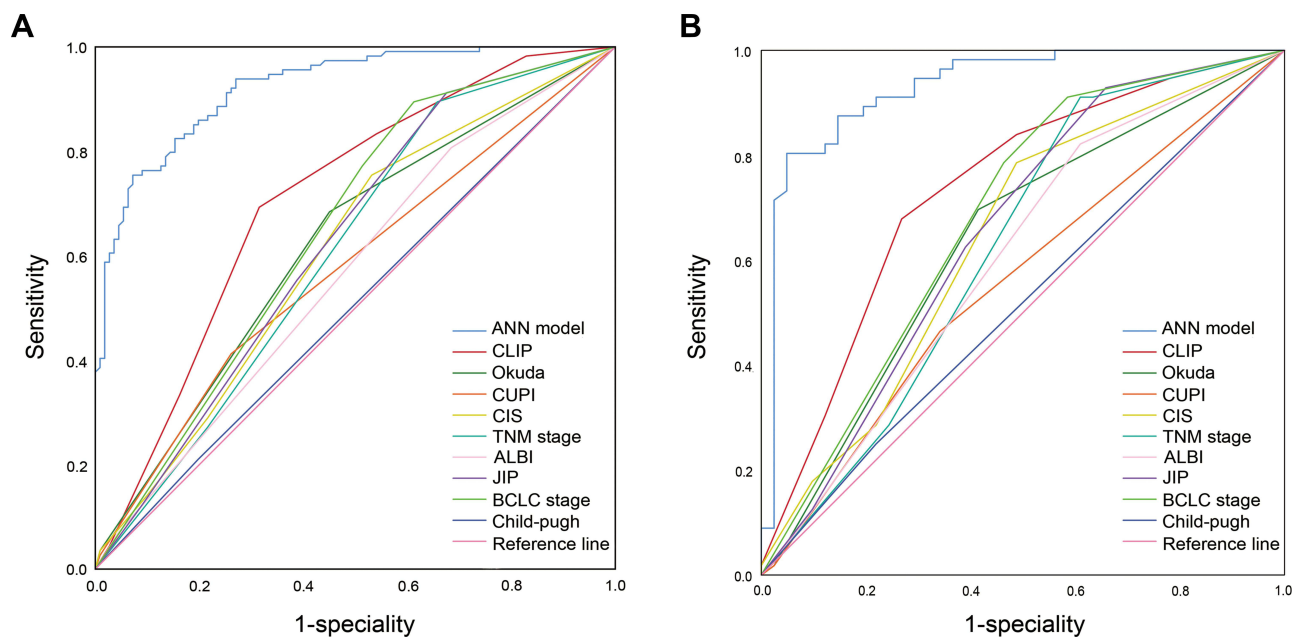 A
1.0
0.8
0.6
0.4
0.2
0.0
Sensitivity
0.0 0.2 0.4 0.6 0.8 1.0
1-speciality
ANN model
CLIP
Okuda
CUPI
CIS
TNM stage
ALBI
JIP
BCLC stage
Child-pugh
Reference line
B
1.0
0.8
0.6
0.4
0.2
0.0
Sensitivity
0.0 0.2 0.4 0.6 0.8 1.0
1-speciality
ANN model
CLIP
Okuda
CUPI
CIS
TNM stage
ALBI
JIP
BCLC stage
Child-pugh
Reference line